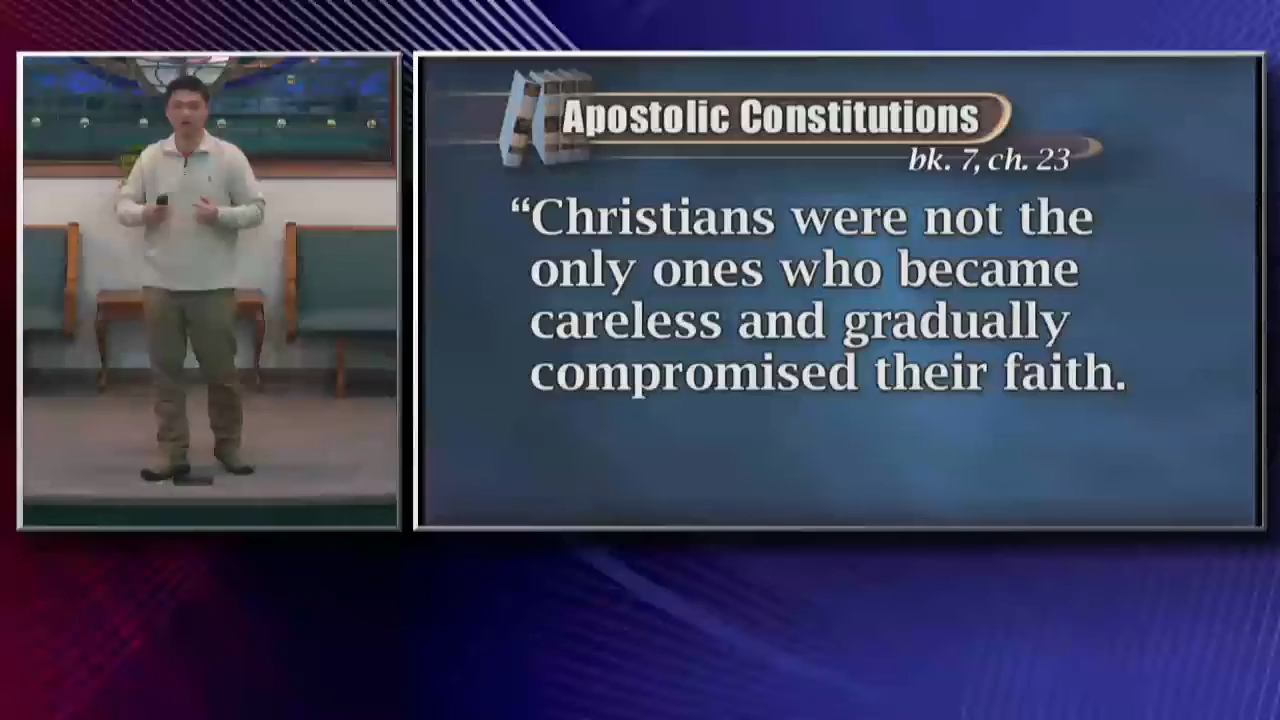 Apostolic Constitutions
bk. 7, ch. 23
“Christians were not the
only ones who became
careless and gradually
compromised their faith.